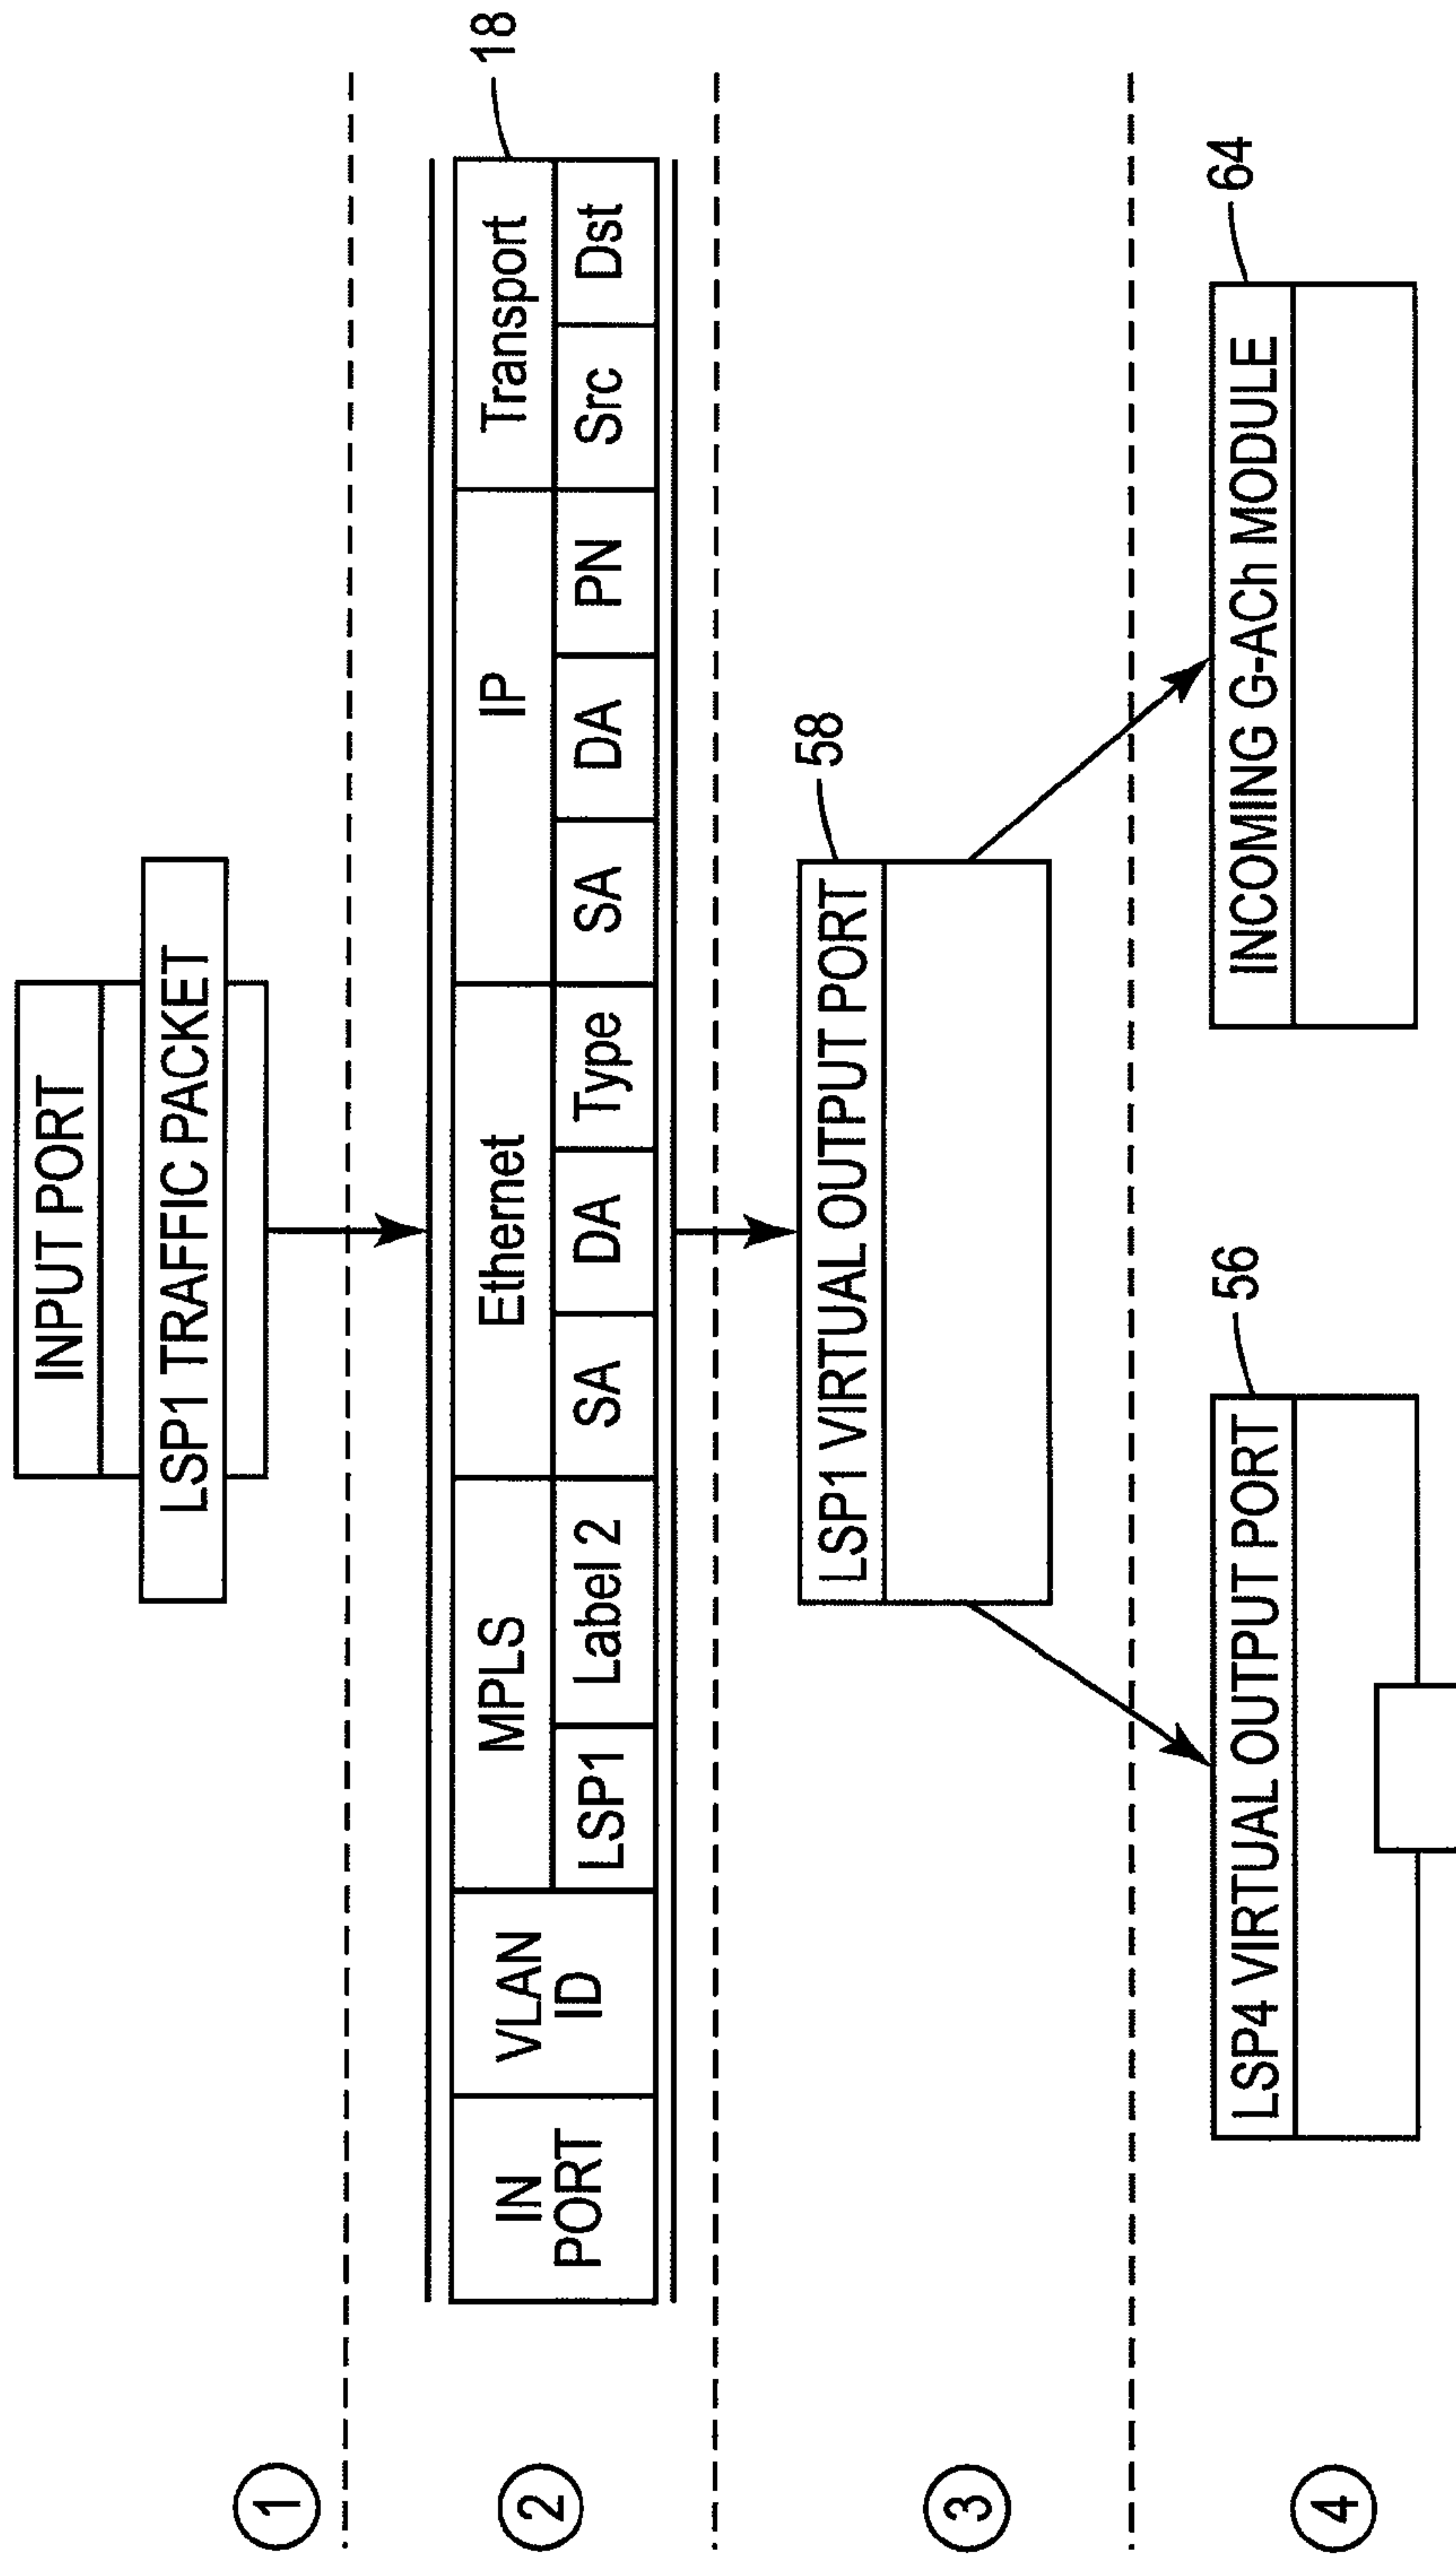 1
INPUT PORT
LSP1 TRAFFIC PACKET
2
18
IN
PORT
VLAN
ID
MPLS
Ethernet
IP
Transport
LSP1
Label 2
SA
DA
Type
SA
DA
PN
Src
Dst
3
58
LSP1 VIRTUAL OUTPUT PORT
4
56
LSP4 VIRTUAL OUTPUT PORT
64
INCOMING G-ACh MODULE